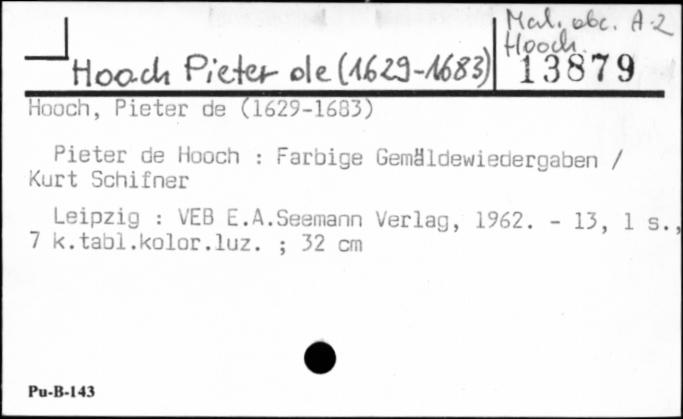 Mal. obc. A-2
Hooch.
Hooch Pieter de (1629-1683)
13879
Hooch, Pieter de (1629-1683)
Pieter de Hooch : Farbige Gemäldewiedergaben /
Kurt Schifner
Leipzig : VEB E.A.Seemann Verlag, 1962. - 13, 1 s.,
7 k.tabl.kolor.luz. ; 32 cm
Pu-B-143